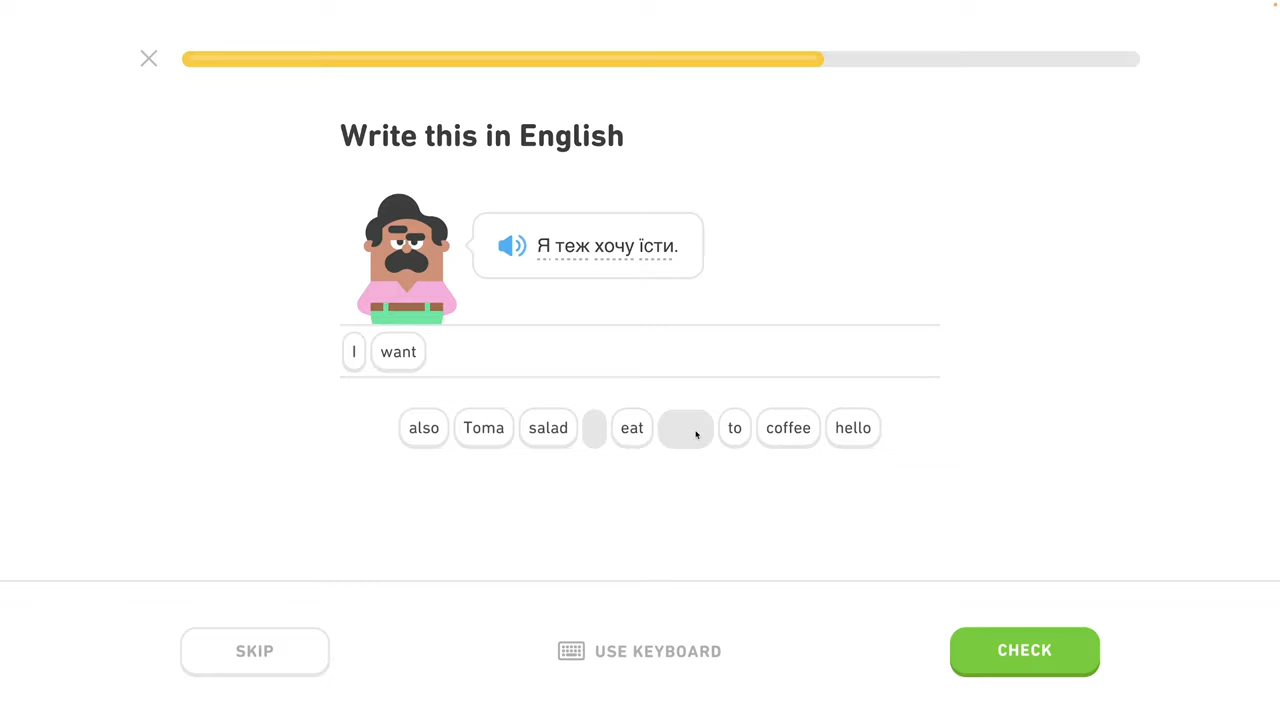 Write this in English
Я теж хочу їсти.
I want
also Toma salad eat to coffee hello
SKIP USE KEYBOARD CHECK